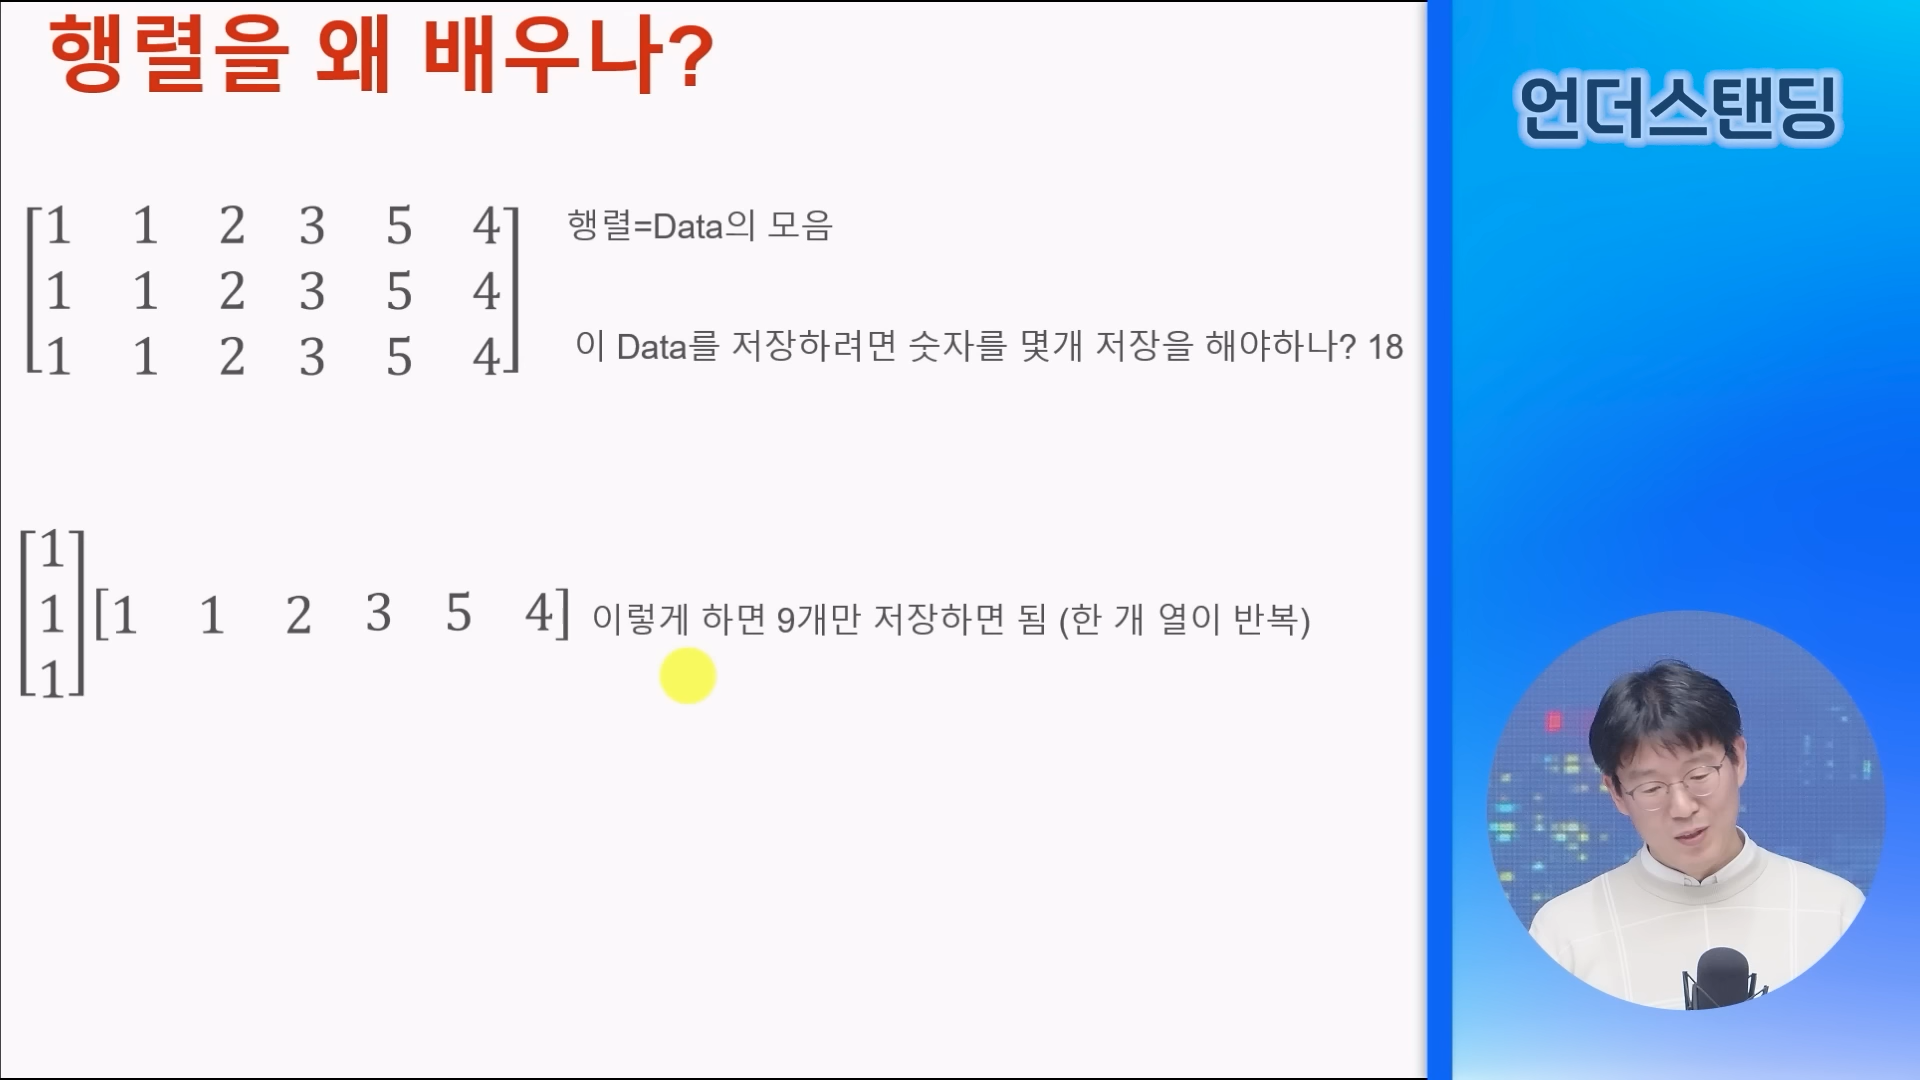 행렬을 왜 배우나?
언더스탠딩
1 1 2 3 5 4
1 1 2 3 5 4
1 1 2 3 5 4
행렬=Data의 모음
이 Data를 저장하려면 숫자를 몇개 저장을 해야하나? 18
1
1
1
[1 1 2 3 5 4]
이렇게 하면 9개만 저장하면 됨 (한 개 열이 반복)